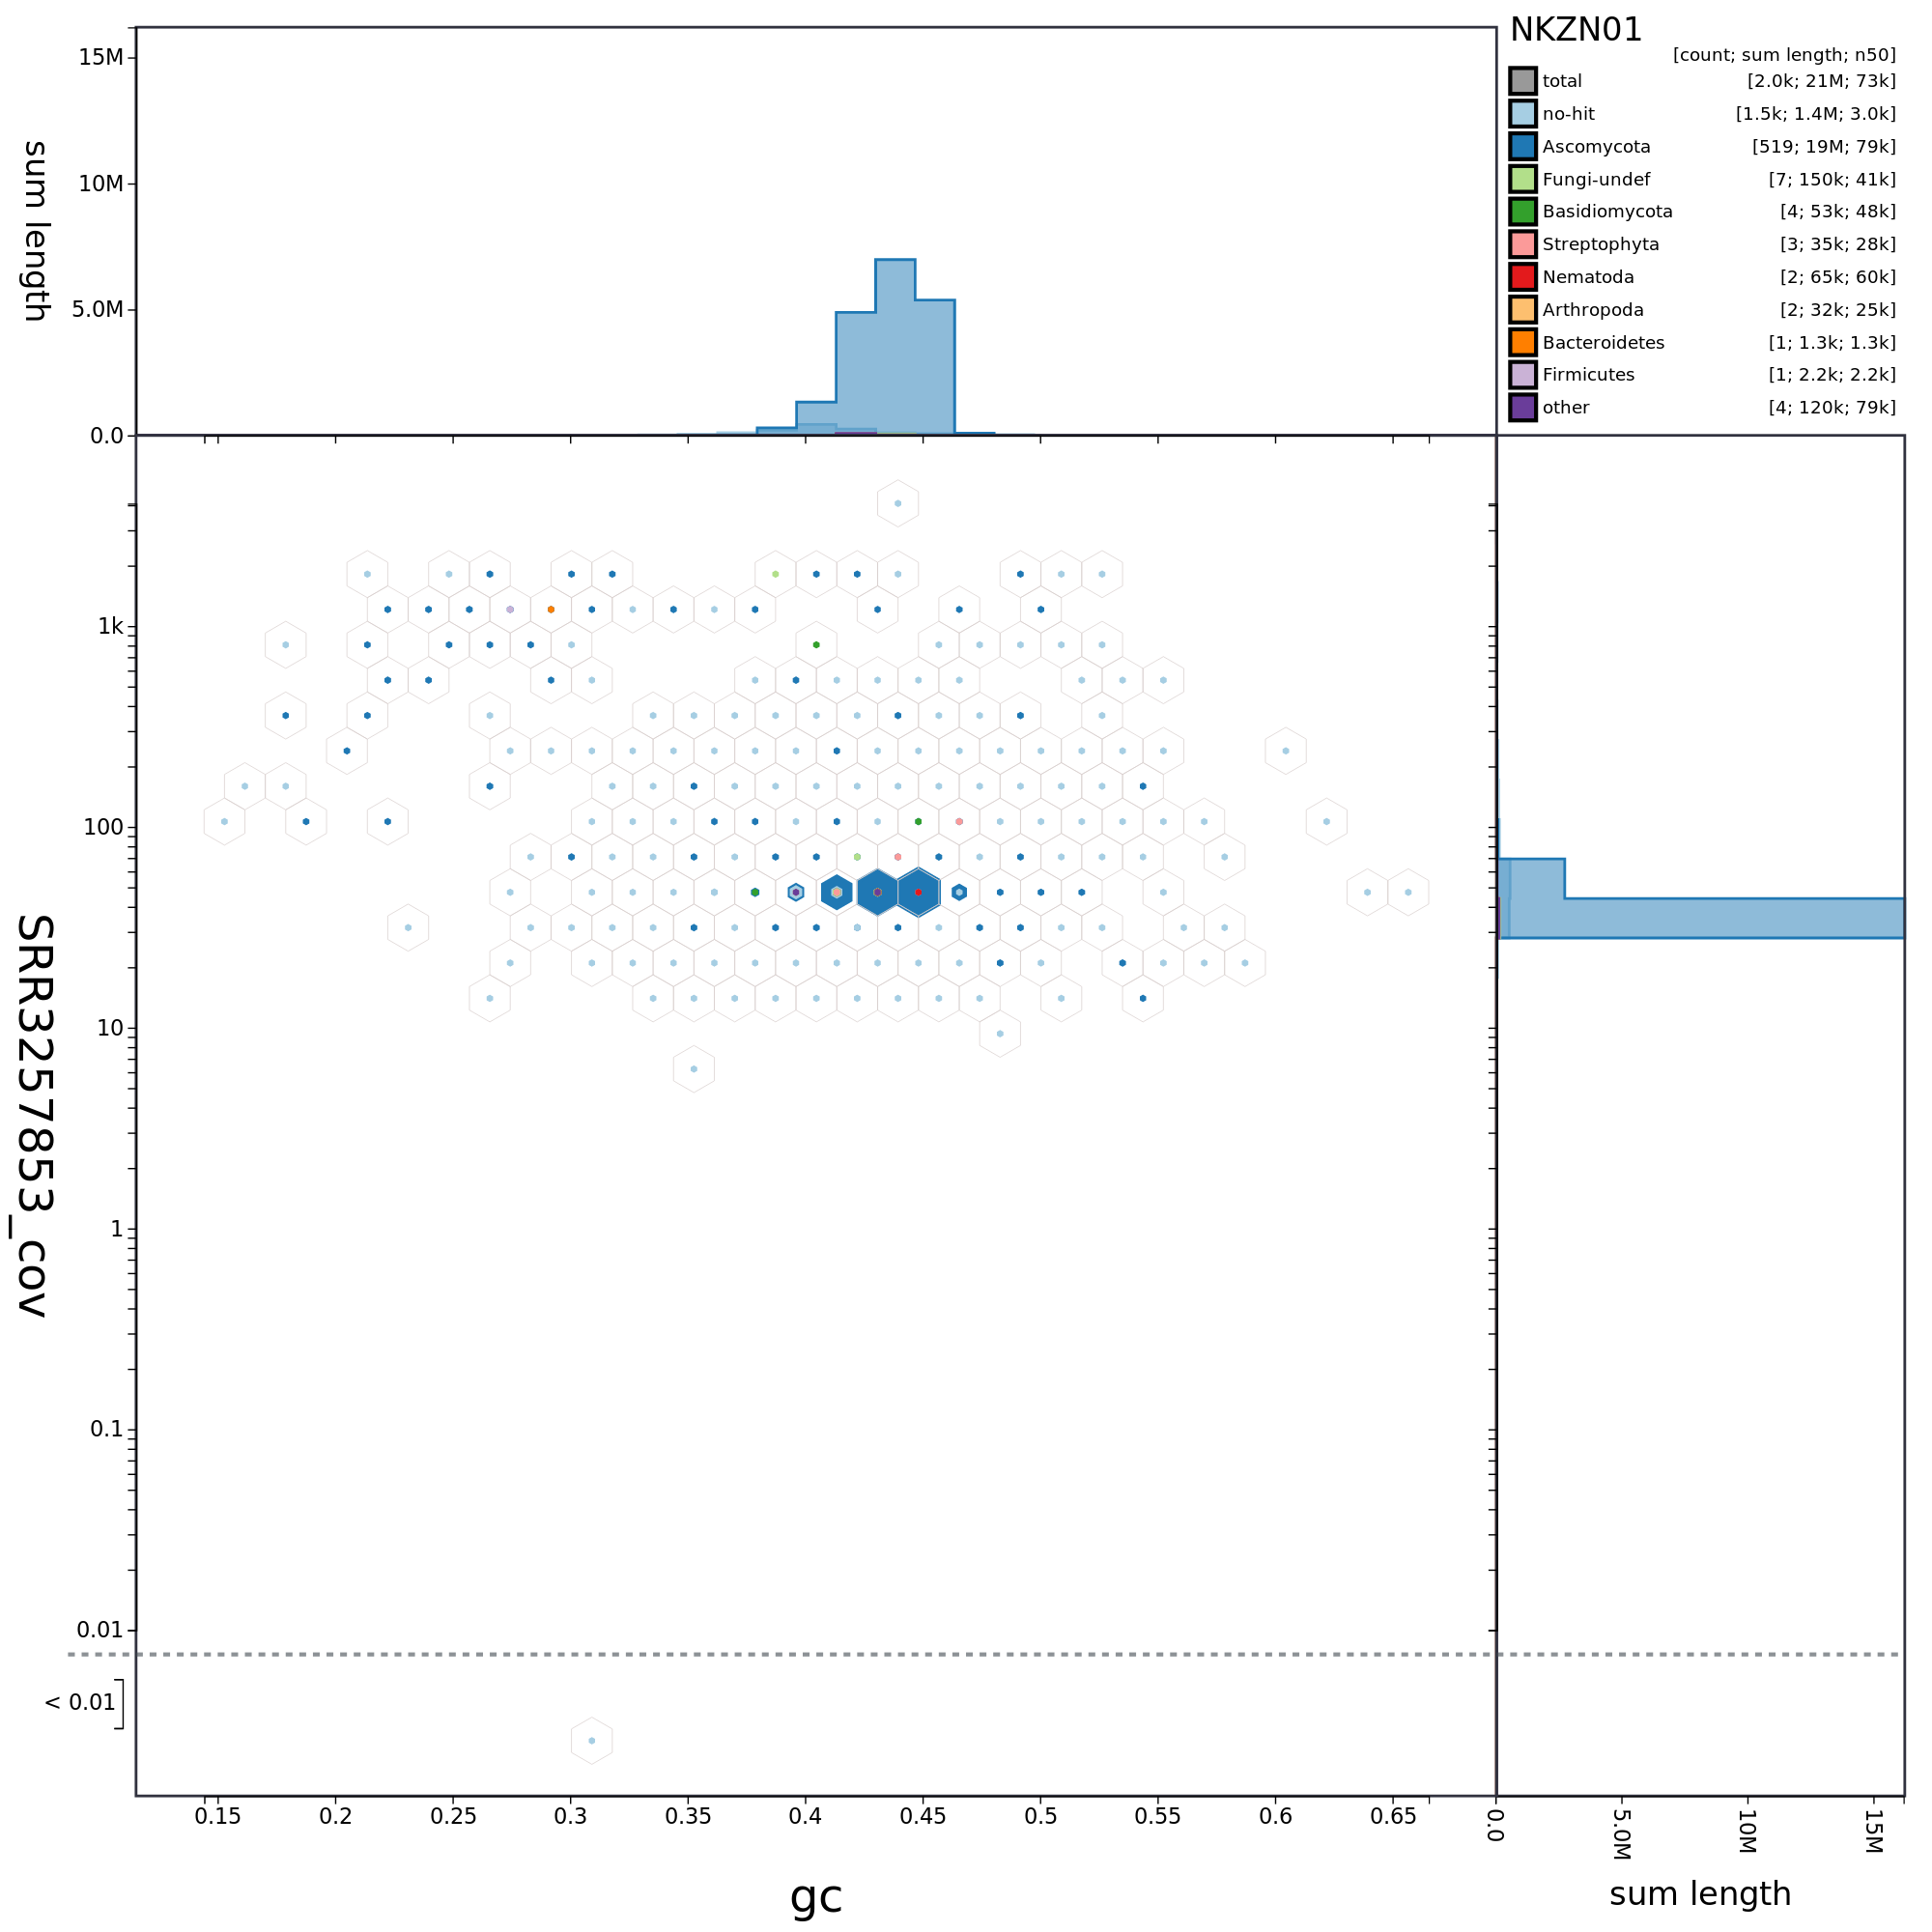 NKZN01
[count; sum length; n50]
total [2.0k; 21M; 73k]
no-hit [1.5k; 1.4M; 3.0k]
Ascomycota [519; 19M; 79k]
Fungi-undef [7; 150k; 41k]
Basidiomycota [4; 53k; 48k]
Streptophyta [3; 35k; 28k]
Nematoda [2; 65k; 60k]
Arthropoda [2; 32k; 25k]
Bacteroidetes [1; 1.3k; 1.3k]
Firmicutes [1; 2.2k; 2.2k]
other [4; 120k; 79k]
sum length
15M
10M
5.0M
0.0
SRR3257853_cov
1k
100
10
1
0.1
0.01
< 0.01
0.15 0.2 0.25 0.3 0.35 0.4 0.45 0.5 0.55 0.6 0.65
gc
0.0 5.0M 10M 15M
sum length